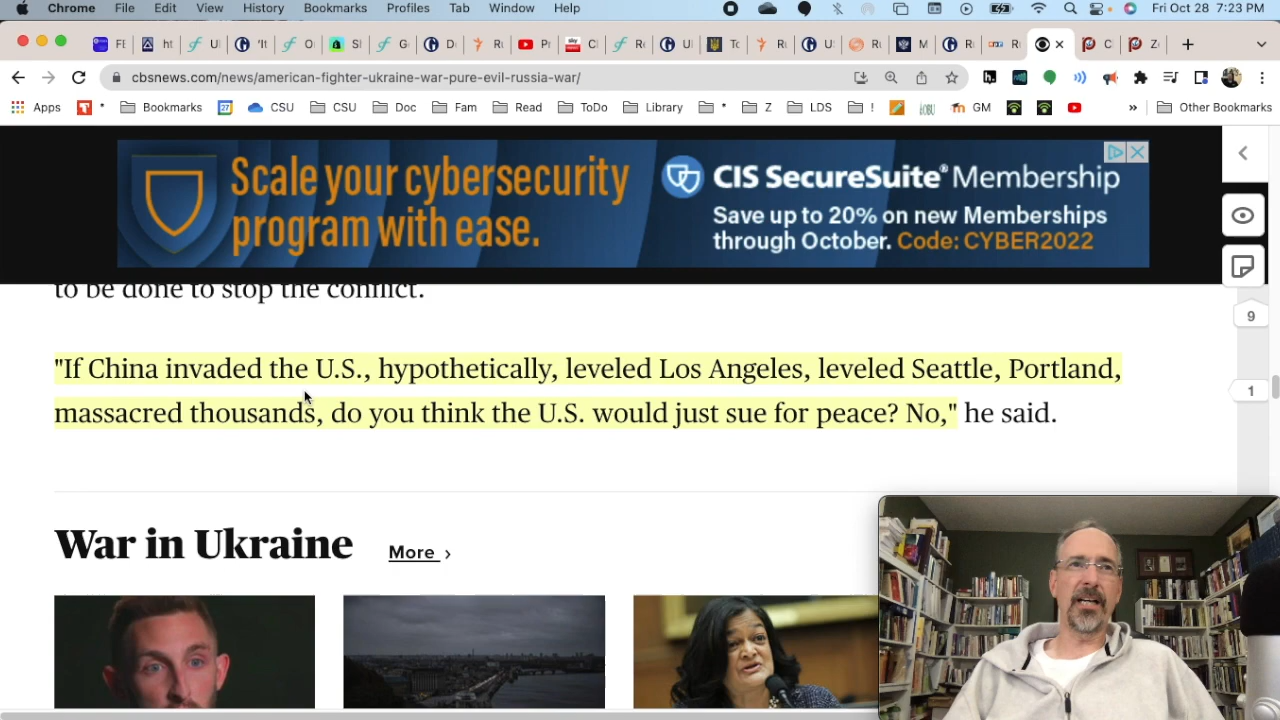 Chrome File Edit View History Bookmarks Profiles Tab Window Help Fri Oct 28 7:23 PM
cbsnews.com/news/american-fighter-ukraine-war-pure-evil-russia-war/
Apps Bookmarks 27 CSU CSU Doc Fam Read ToDo Library * Z LDS ! GM » Other Bookmarks
Scale your cybersecurity
program with ease.
CIS SecureSuite® Membership
Save up to 20% on new Memberships
through October. Code: CYBER2022
to be done to stop the conflict.
9
"If China invaded the U.S., hypothetically, leveled Los Angeles, leveled Seattle, Portland,
1
massacred thousands, do you think the U.S. would just sue for peace? No," he said.
War in Ukraine More ›